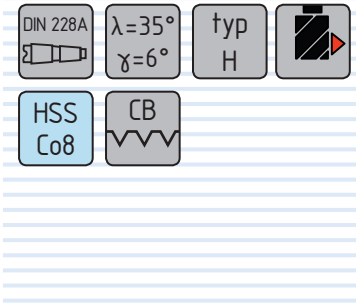 DIN 228A
λ=35°
γ=6°
typ
H
HSS
Co8
CB